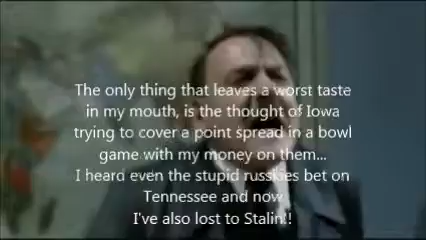 The only thing that leaves a worst taste
in my mouth, is the thought of Iowa
trying to cover a point spread in a bowl
game with my money on them...
I heard even the stupid russkies bet on
Tennessee and now
I've also lost to Stalin!!